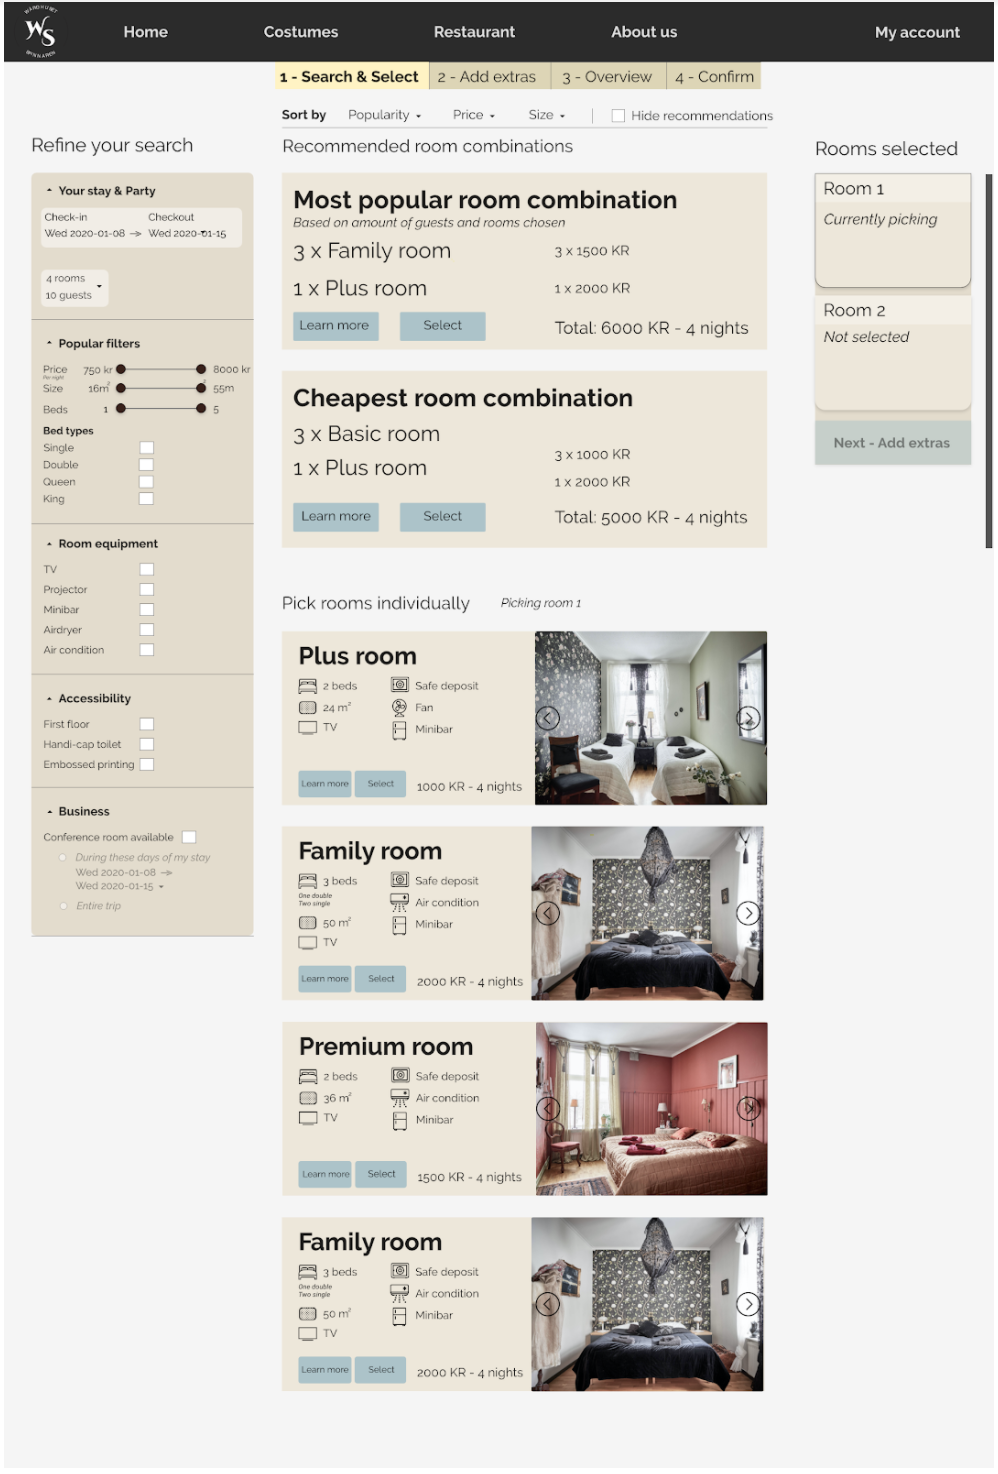 WÄRDHUSET
WS
SPINNAREN
Home
Costumes
Restaurant
About us
My account
1 - Search & Select
2 - Add extras
3 - Overview
4 - Confirm
Sort by Popularity Price Size | Hide recommendations
Refine your search
Your stay & Party
Check-in Checkout
Wed 2020-01-08 Wed 2020-01-15
4 rooms
10 guests
Popular filters
Price 750 kr 8000 kr
Per night
Size 16m² 55m²
Beds 1 5
Bed types
Single
Double
Queen
King
Room equipment
TV
Projector
Minibar
Airdryer
Air condition
Accessibility
First floor
Handi-cap toilet
Embossed printing
Business
Conference room available
During these days of my stay
Wed 2020-01-08
Wed 2020-01-15
Entire trip
Recommended room combinations
Most popular room combination
Based on amount of guests and rooms chosen
3 x Family room 3 x 1500 KR
1 x Plus room 1 x 2000 KR
Learn more Select Total: 6000 KR - 4 nights
Cheapest room combination
3 x Basic room
3 x 1000 KR
1 x Plus room
1 x 2000 KR
Learn more Select Total: 5000 KR - 4 nights
Pick rooms individually Picking room 1
Plus room
2 beds Safe deposit
24 m² Fan
TV Minibar
Learn more Select 1000 KR - 4 nights
Family room
3 beds Safe deposit
One double
Two single
Air condition
50 m² Minibar
TV
Learn more Select 2000 KR - 4 nights
Premium room
2 beds Safe deposit
36 m² Air condition
TV Minibar
Learn more Select 1500 KR - 4 nights
Family room
3 beds Safe deposit
One double
Two single
Air condition
50 m² Minibar
TV
Learn more Select 2000 KR - 4 nights
Rooms selected
Room 1
Currently picking
Room 2
Not selected
Next - Add extras